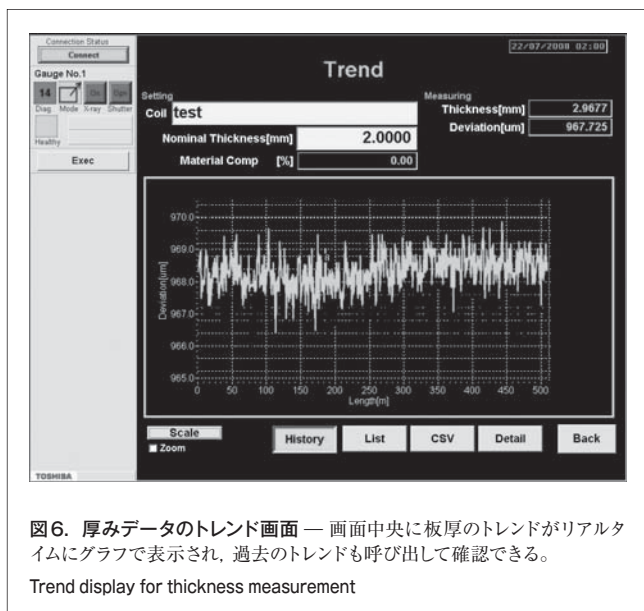 Connection Status
Connect
22/07/2008 02:00
Gauge No.1
Trend
14
On
Opn
Diag.
Mode
X-ray
Shutter
Healthy
Exec
Setting
Coil test
Nominal Thickness[mm] 2.0000
Material Comp [%] 0.00
Measuring
Thickness[mm] 2.9677
Deviation[um] 967.725
970.0
969.0
968.0
967.0
966.0
965.0
Deviation[um]
0 50 100 150 200 250 300 350 400 450 500
Length[m]
Scale
Zoom
History
List
CSV
Detail
Back
TOSHIBA
図6. 厚みデータのトレンド画面 — 画面中央に板厚のトレンドがリアルタ
イムにグラフで表示され,過去のトレンドも呼び出して確認できる。
Trend display for thickness measurement